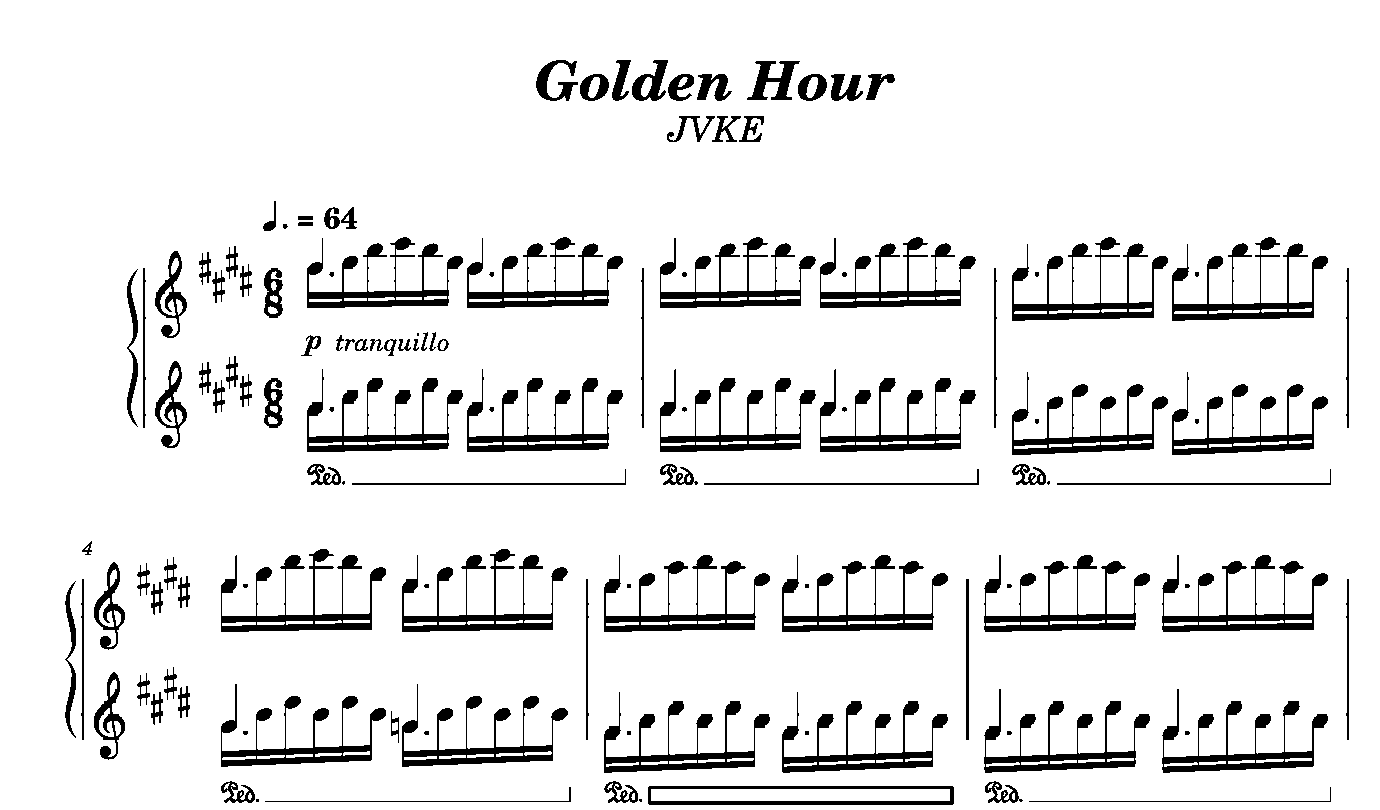 Golden Hour
JVKE
♩. = 64
6 8
p tranquillo
6 8
Ped. Ped. Ped.
4
Ped. Ped. Ped.